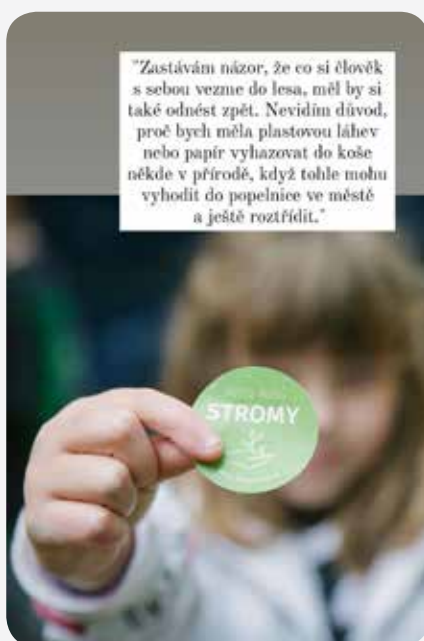 "Zastávám názor, že co si člověk
s sebou vezme do lesa, měl by si
také odnést zpět. Nevidím důvod,
proč bych měla plastovou láhev
nebo papír vyhazovat do koše
někde v přírodě, když tohle mohu
vyhodit do popelnice ve městě
a ještě roztřídit."
STROMY